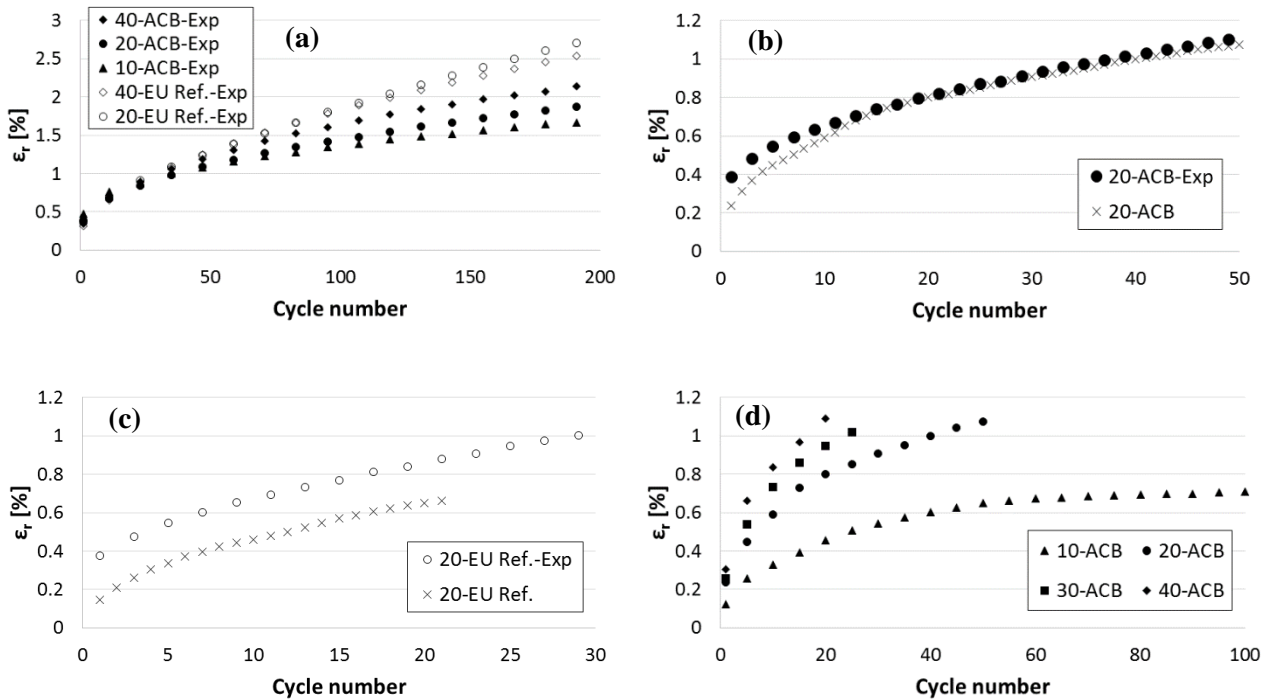 (a)
3
2.5
2
1.5
1
0.5
0
εr [%]
40-ACB-Exp
20-ACB-Exp
10-ACB-Exp
40-EU Ref.-Exp
20-EU Ref.-Exp
0 50 100 150 200
Cycle number
(b)
1.2
1
0.8
0.6
0.4
0.2
0
εr [%]
20-ACB-Exp
20-ACB
0 10 20 30 40 50
Cycle number
(c)
1.2
1
0.8
0.6
0.4
0.2
0
εr [%]
20-EU Ref.-Exp
20-EU Ref.
0 5 10 15 20 25 30
Cycle number
(d)
1.2
1
0.8
0.6
0.4
0.2
0
εr [%]
10-ACB 20-ACB
30-ACB 40-ACB
0 20 40 60 80 100
Cycle number